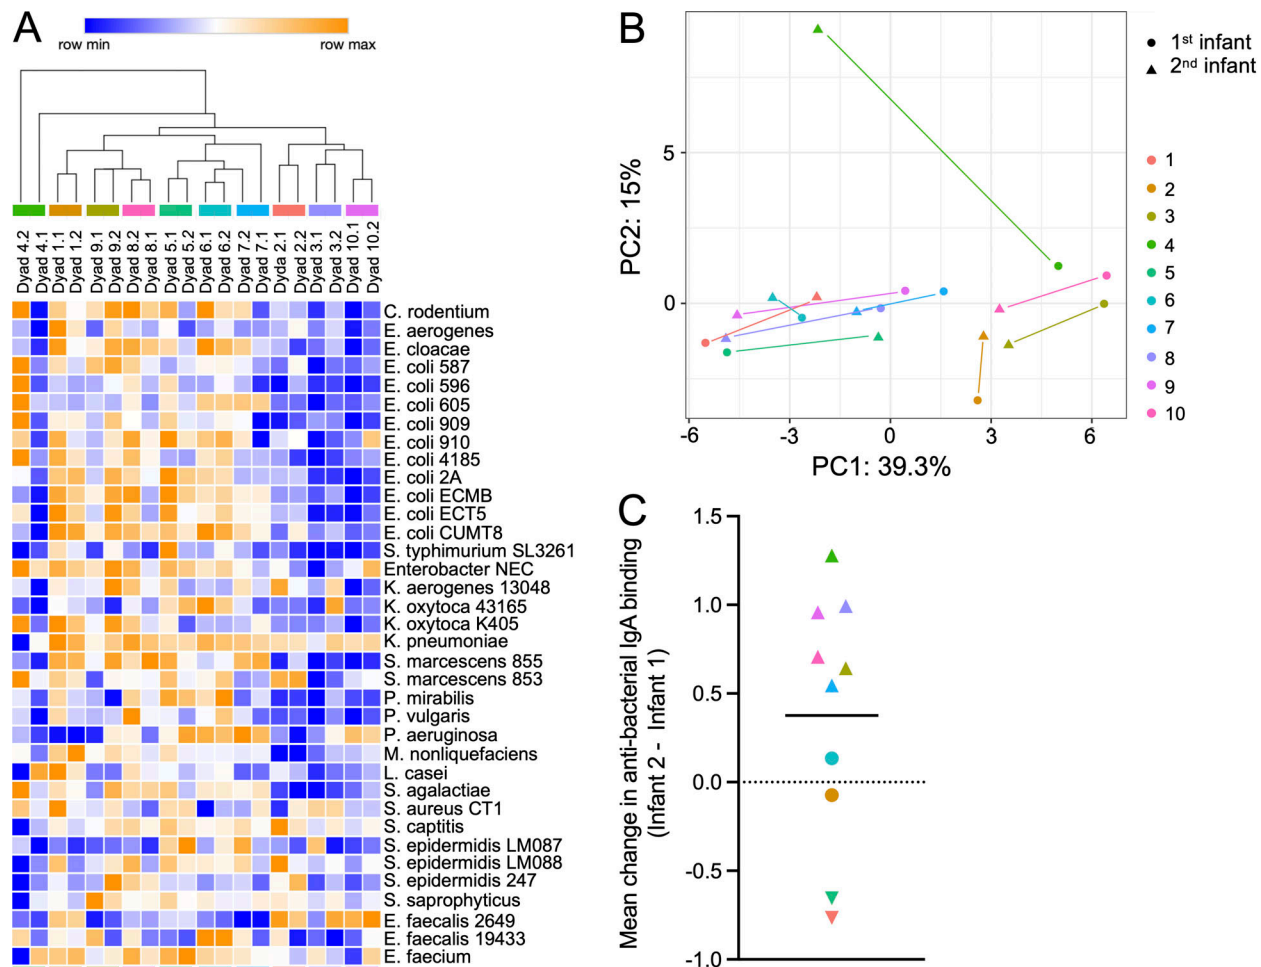 A
row min
row max
Dyad 4.2
Dyad 4.1
Dyad 1.1
Dyad 1.2
Dyad 9.1
Dyad 9.2
Dyad 8.2
Dyad 8.1
Dyad 5.1
Dyad 5.2
Dyad 6.1
Dyad 6.2
Dyad 7.2
Dyad 7.1
Dyda 2.1
Dyad 2.2
Dyad 3.1
Dyad 3.2
Dyad 10.1
Dyad 10.2
C. rodentium
E. aerogenes
E. cloacae
E. coli 587
E. coli 596
E. coli 605
E. coli 909
E. coli 910
E. coli 4185
E. coli 2A
E. coli ECMB
E. coli ECT5
E. coli CUMT8
S. typhimurium SL3261
Enterobacter NEC
K. aerogenes 13048
K. oxytoca 43165
K. oxytoca K405
K. pneumoniae
S. marcescens 855
S. marcescens 853
P. mirabilis
P. vulgaris
P. aeruginosa
M. nonliquefaciens
L. casei
S. agalactiae
S. aureus CT1
S. captitis
S. epidermidis LM087
S. epidermidis LM088
S. epidermidis 247
S. saprophyticus
E. faecalis 2649
E. faecalis 19433
E. faecium
B
PC2: 15%
5
0
-6
-3
0
3
6
PC1: 39.3%
1st infant
2nd infant
1
2
3
4
5
6
7
8
9
10
C
Mean change in anti-bacterial IgA binding
(Infant 2 - Infant 1)
1.5
1.0
0.5
0.0
-0.5
-1.0